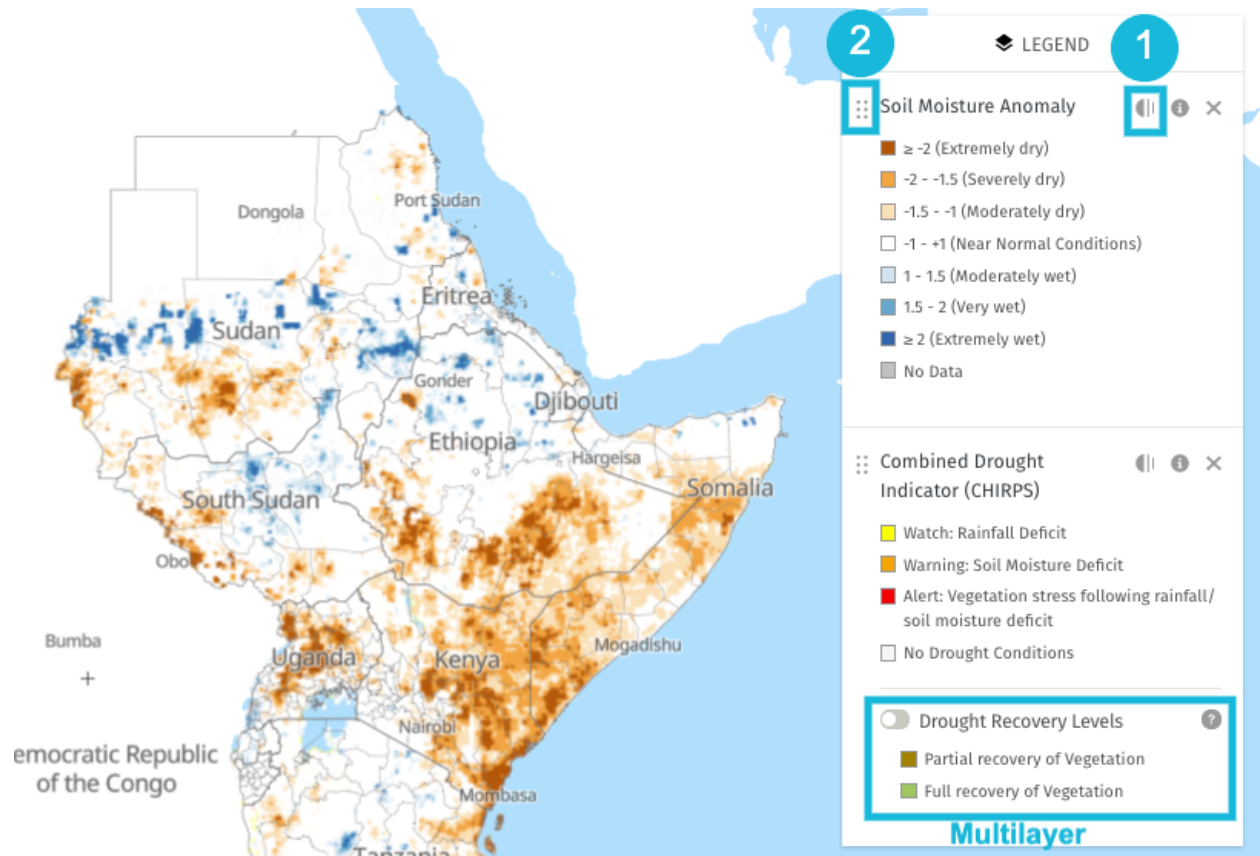 2
LEGEND
1
Soil Moisture Anomaly
≥ -2 (Extremely dry)
-2 - -1.5 (Severely dry)
-1.5 - -1 (Moderately dry)
-1 - +1 (Near Normal Conditions)
1 - 1.5 (Moderately wet)
1.5 - 2 (Very wet)
≥ 2 (Extremely wet)
No Data
Combined Drought
Indicator (CHIRPS)
Watch: Rainfall Deficit
Warning: Soil Moisture Deficit
Alert: Vegetation stress following rainfall/
soil moisture deficit
No Drought Conditions
Drought Recovery Levels
Partial recovery of Vegetation
Full recovery of Vegetation
Multilayer
Dongola
Port Sudan
Eritrea
Sudan
Gonder
Djibouti
Ethiopia
Hargeisa
South Sudan
Somalia
Obo
Bumba
Uganda
Kenya
Mogadishu
Nairobi
emocratic Republic
of the Congo
Mombasa
Tanzania